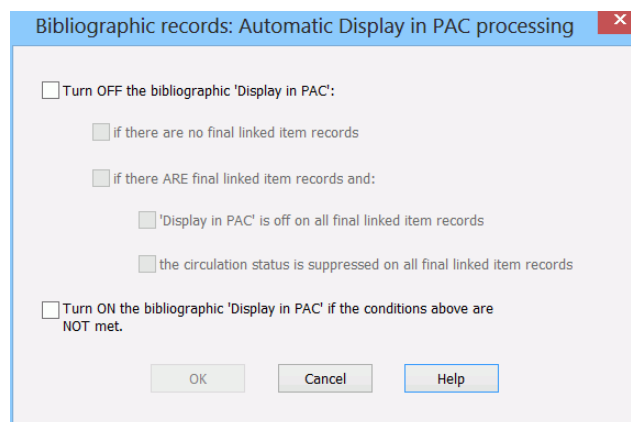 Bibliographic records: Automatic Display in PAC processing
Turn OFF the bibliographic 'Display in PAC':
if there are no final linked item records
if there ARE final linked item records and:
'Display in PAC' is off on all final linked item records
the circulation status is suppressed on all final linked item records
Turn ON the bibliographic 'Display in PAC' if the conditions above are
NOT met.
OK Cancel Help